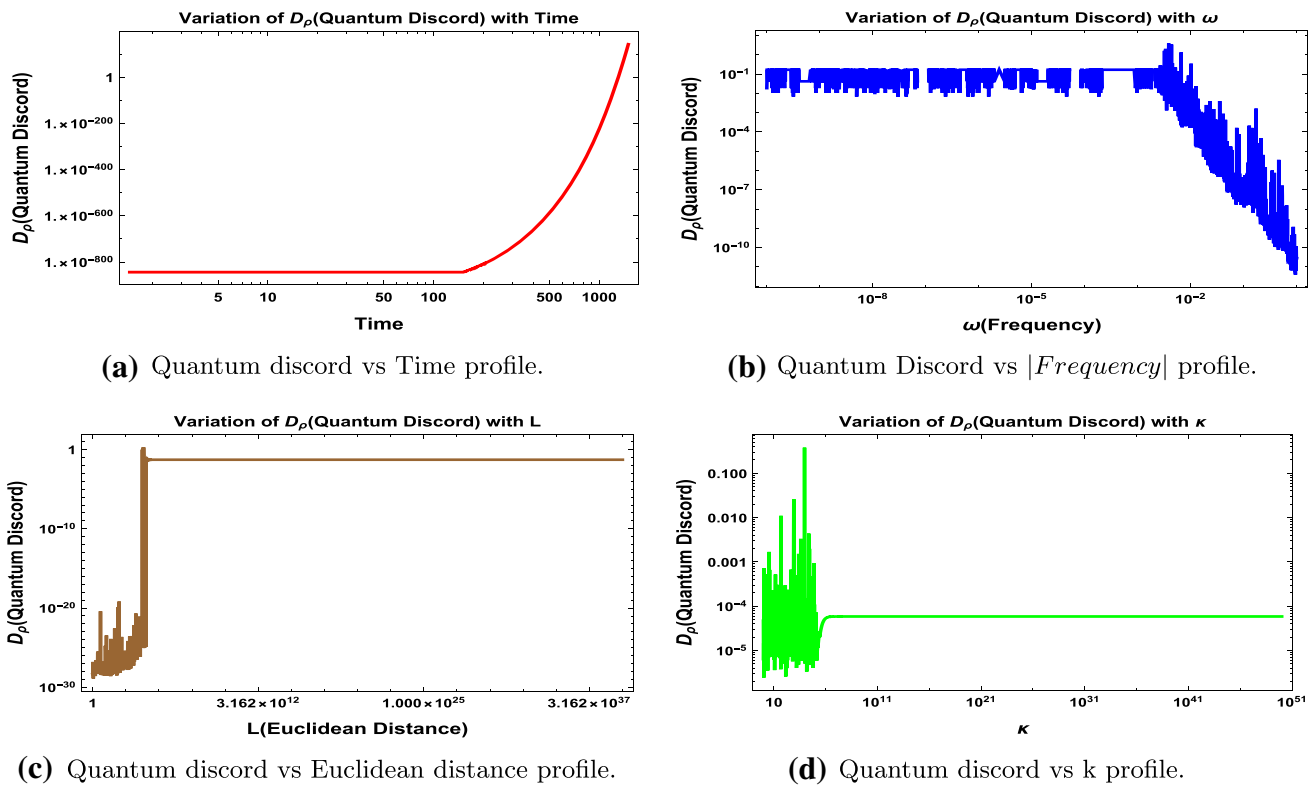 Variation of Dρ(Quantum Discord) with Time
Dρ(Quantum Discord)
1
1.×10^-200
1.×10^-400
1.×10^-600
1.×10^-800
5 10 50 100 500 1000
Time
(a) Quantum discord vs Time profile.
Variation of Dρ(Quantum Discord) with ω
Dρ(Quantum Discord)
10^-1
10^-4
10^-7
10^-10
10^-8 10^-5 10^-2
ω(Frequency)
(b) Quantum Discord vs |Frequency| profile.
Variation of Dρ(Quantum Discord) with L
Dρ(Quantum Discord)
1
10^-10
10^-20
10^-30
1 3.162×10^12 1.000×10^25 3.162×10^37
L(Euclidean Distance)
(c) Quantum discord vs Euclidean distance profile.
Variation of Dρ(Quantum Discord) with κ
Dρ(Quantum Discord)
0.100
0.010
0.001
10^-4
10^-5
10 10^11 10^21 10^31 10^41 10^51
κ
(d) Quantum discord vs k profile.